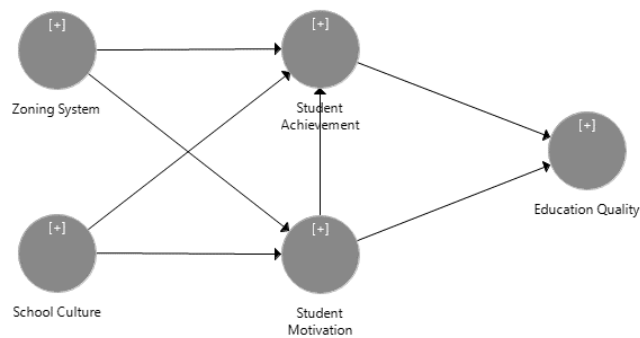 [+]
[+]
Zoning System
Student
Achievement
[+]
Education Quality
[+]
[+]
School Culture
Student
Motivation